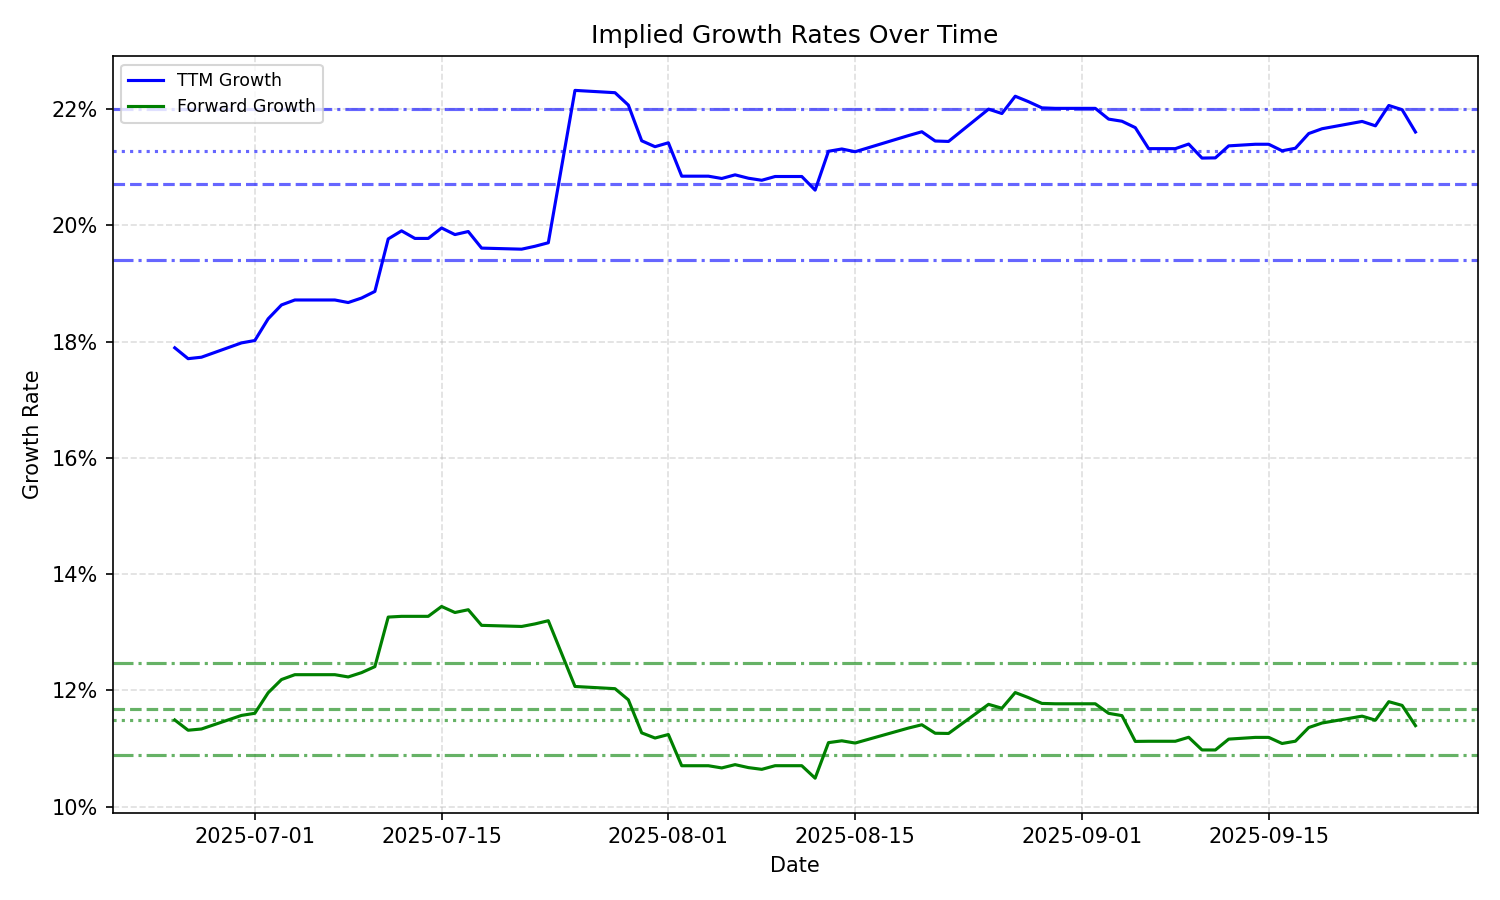 Implied Growth Rates Over Time
TTM Growth
Forward Growth
22%
20%
18%
16%
14%
12%
10%
Growth Rate
2025-07-01
2025-07-15
2025-08-01
2025-08-15
2025-09-01
2025-09-15
Date